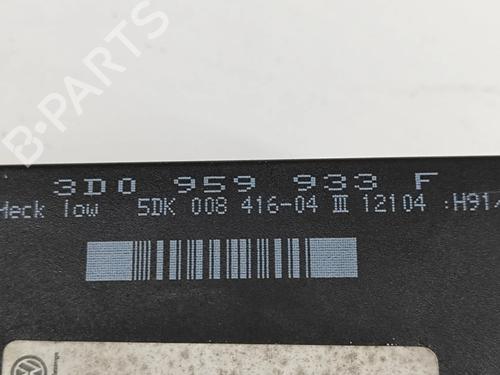 B-PARTS
3D0 959 933 F
Heck low 5DK 008 416-04 III 12104 :H91/